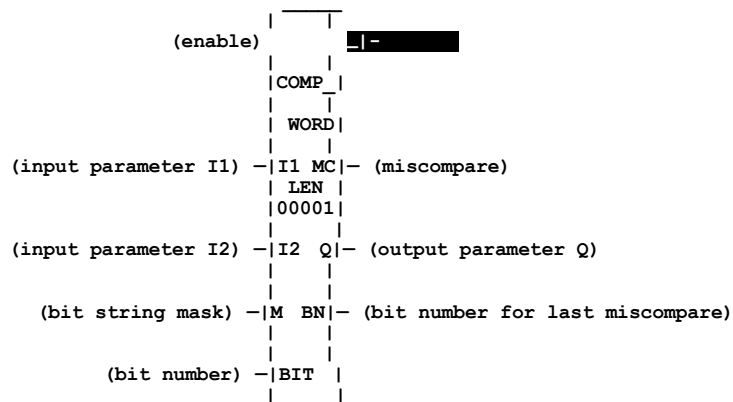 ______
| |
(enable) _|-
| |
|COMP_|
| |
| WORD|
| |
(input parameter I1) —|I1 MC|— (miscompare)
| LEN |
|00001|
| |
(input parameter I2) —|I2 Q|— (output parameter Q)
| |
| |
(bit string mask) —|M BN|— (bit number for last miscompare)
| |
| |
(bit number) —|BIT |
| |